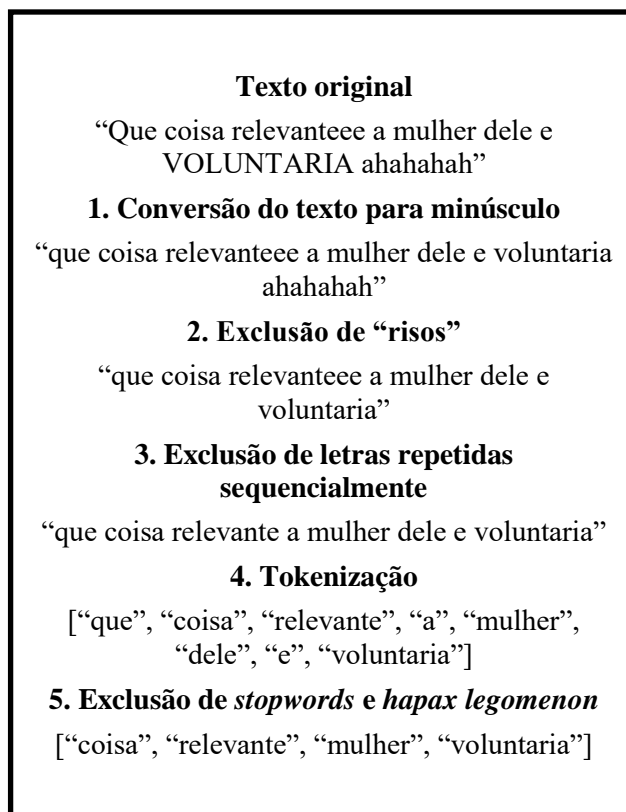 Texto original
“Que coisa relevanteee a mulher dele e
VOLUNTARIA ahahahah”
1. Conversão do texto para minúsculo
“que coisa relevanteee a mulher dele e voluntaria
ahahahah”
2. Exclusão de “risos”
“que coisa relevanteee a mulher dele e
voluntaria”
3. Exclusão de letras repetidas
sequencialmente
“que coisa relevante a mulher dele e voluntaria”
4. Tokenização
[“que”, “coisa”, “relevante”, “a”, “mulher”,
“dele”, “e”, “voluntaria”]
5. Exclusão de stopwords e hapax legomenon
[“coisa”, “relevante”, “mulher”, “voluntaria”]